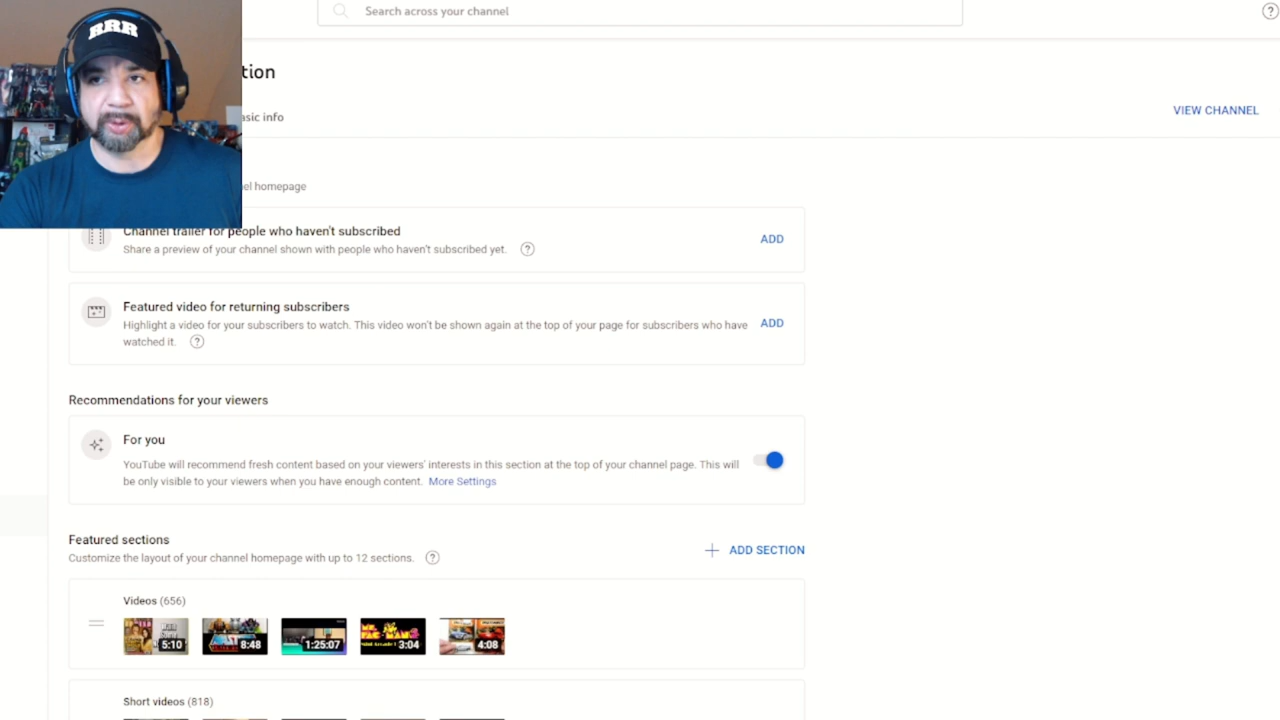 RRR
Search across your channel
tion
asic info
VIEW CHANNEL
el homepage
Channel trailer for people who haven't subscribed
Share a preview of your channel shown with people who haven't subscribed yet.
ADD
Featured video for returning subscribers
Highlight a video for your subscribers to watch. This video won't be shown again at the top of your page for subscribers who have
watched it.
ADD
Recommendations for your viewers
For you
YouTube will recommend fresh content based on your viewers' interests in this section at the top of your channel page. This will
be only visible to your viewers when you have enough content. More Settings
Featured sections
Customize the layout of your channel homepage with up to 12 sections.
ADD SECTION
Videos (656)
5:10
8:48
1:25:07
3:04
4:08
Short videos (818)